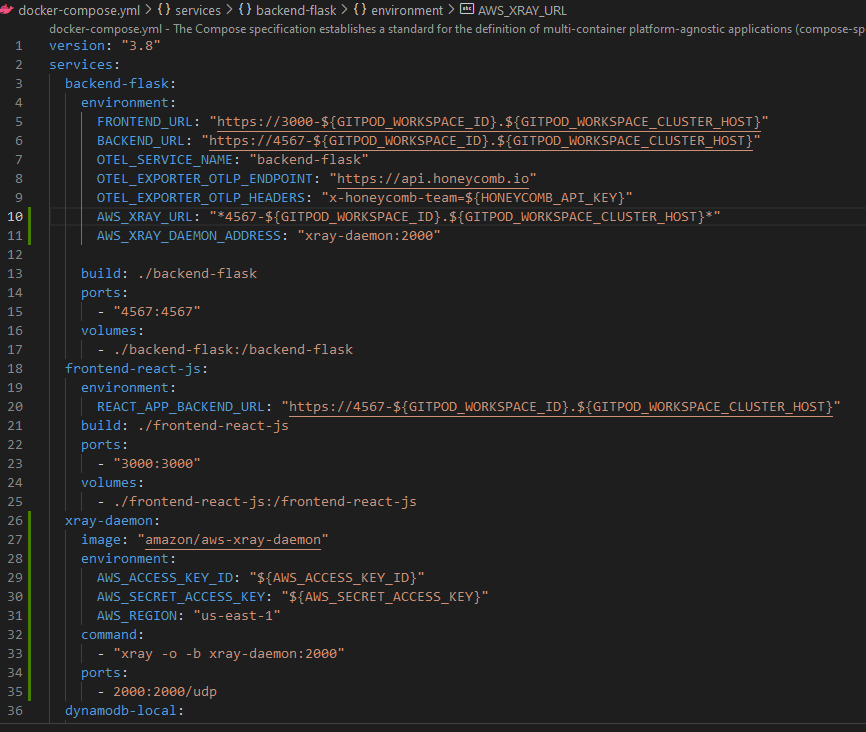 docker-compose.yml > {} services > {} backend-flask > {} environment > abc AWS_XRAY_URL
docker-compose.yml - The Compose specification establishes a standard for the definition of multi-container platform-agnostic applications (compose-sp
1 version: "3.8"
2 services:
3   backend-flask:
4     environment:
5       FRONTEND_URL: "https://3000-${GITPOD_WORKSPACE_ID}.${GITPOD_WORKSPACE_CLUSTER_HOST}"
6       BACKEND_URL: "https://4567-${GITPOD_WORKSPACE_ID}.${GITPOD_WORKSPACE_CLUSTER_HOST}"
7       OTEL_SERVICE_NAME: "backend-flask"
8       OTEL_EXPORTER_OTLP_ENDPOINT: "https://api.honeycomb.io"
9       OTEL_EXPORTER_OTLP_HEADERS: "x-honeycomb-team=${HONEYCOMB_API_KEY}"
10       AWS_XRAY_URL: "*4567-${GITPOD_WORKSPACE_ID}.${GITPOD_WORKSPACE_CLUSTER_HOST}*"
11       AWS_XRAY_DAEMON_ADDRESS: "xray-daemon:2000"
12
13     build: ./backend-flask
14     ports:
15       - "4567:4567"
16     volumes:
17       - ./backend-flask:/backend-flask
18   frontend-react-js:
19     environment:
20       REACT_APP_BACKEND_URL: "https://4567-${GITPOD_WORKSPACE_ID}.${GITPOD_WORKSPACE_CLUSTER_HOST}"
21     build: ./frontend-react-js
22     ports:
23       - "3000:3000"
24     volumes:
25       - ./frontend-react-js:/frontend-react-js
26   xray-daemon:
27     image: "amazon/aws-xray-daemon"
28     environment:
29       AWS_ACCESS_KEY_ID: "${AWS_ACCESS_KEY_ID}"
30       AWS_SECRET_ACCESS_KEY: "${AWS_SECRET_ACCESS_KEY}"
31       AWS_REGION: "us-east-1"
32     command:
33       - "xray -o -b xray-daemon:2000"
34     ports:
35       - 2000:2000/udp
36   dynamodb-local: